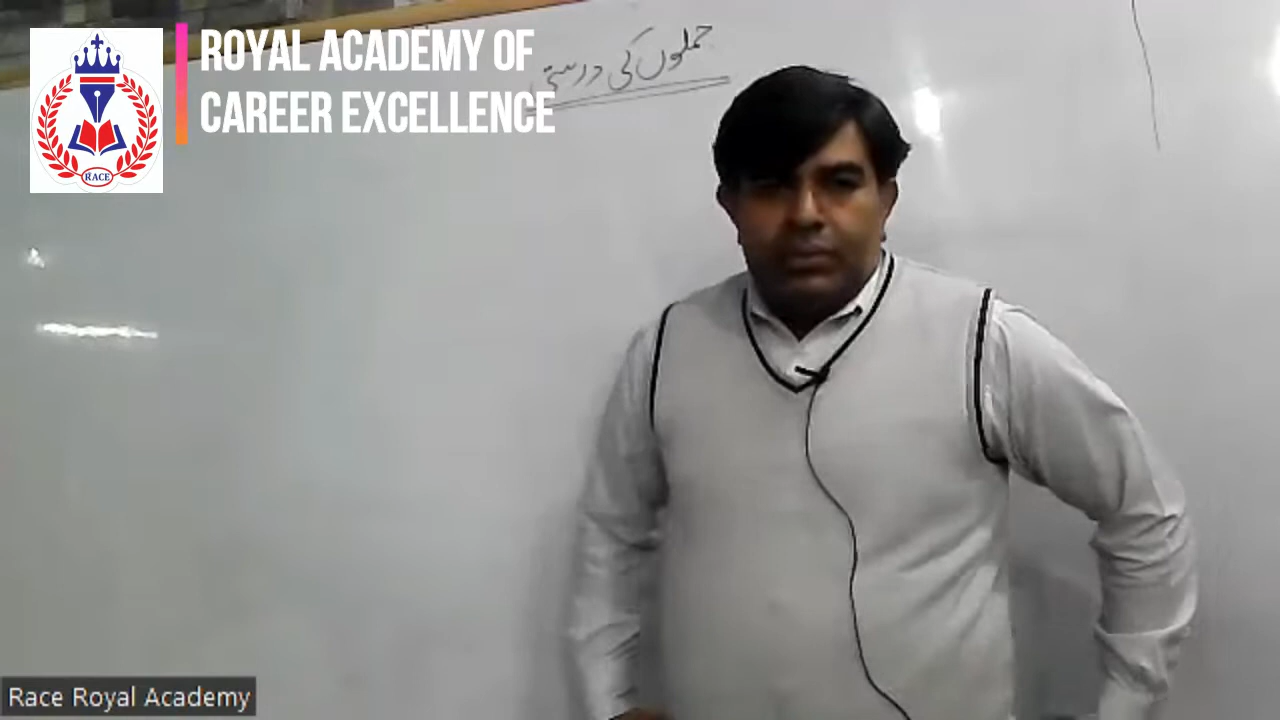 ROYAL ACADEMY OF
CAREER EXCELLENCE
RACE
جملوں کی درستی
Race Royal Academy